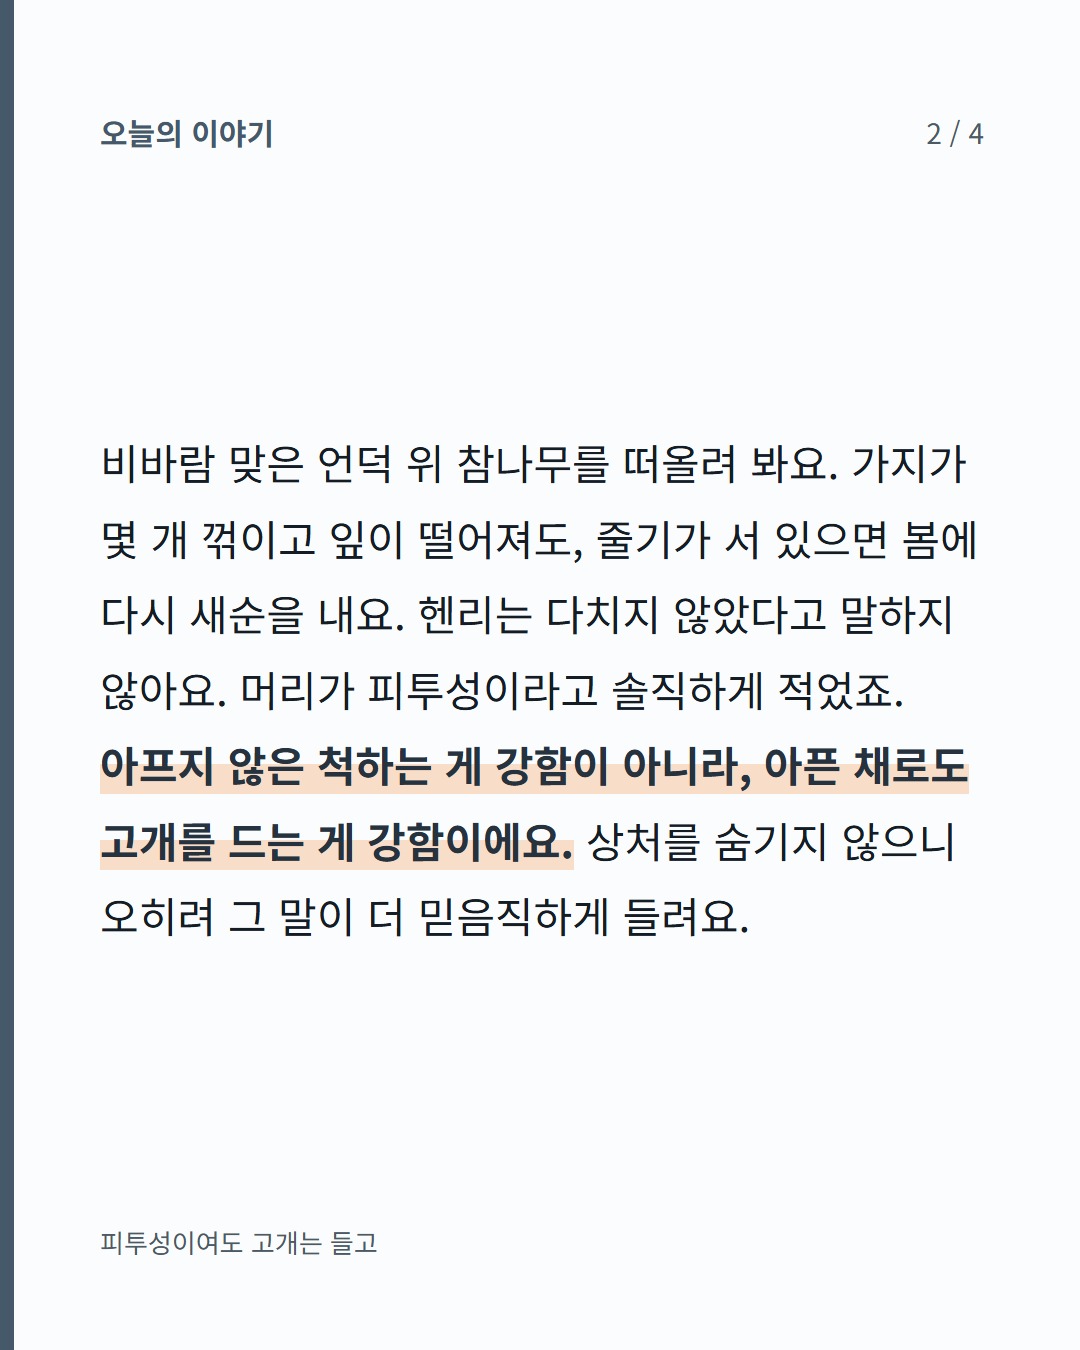 오늘의 이야기
2 / 4
비바람 맞은 언덕 위 참나무를 떠올려 봐요. 가지가
몇 개 꺾이고 잎이 떨어져도, 줄기가 서 있으면 봄에
다시 새순을 내요. 헨리는 다치지 않았다고 말하지
않아요. 머리가 피투성이라고 솔직하게 적었죠.
아프지 않은 척하는 게 강함이 아니라, 아픈 채로도
고개를 드는 게 강함이에요. 상처를 숨기지 않으니
오히려 그 말이 더 믿음직하게 들려요.
피투성이여도 고개는 들고